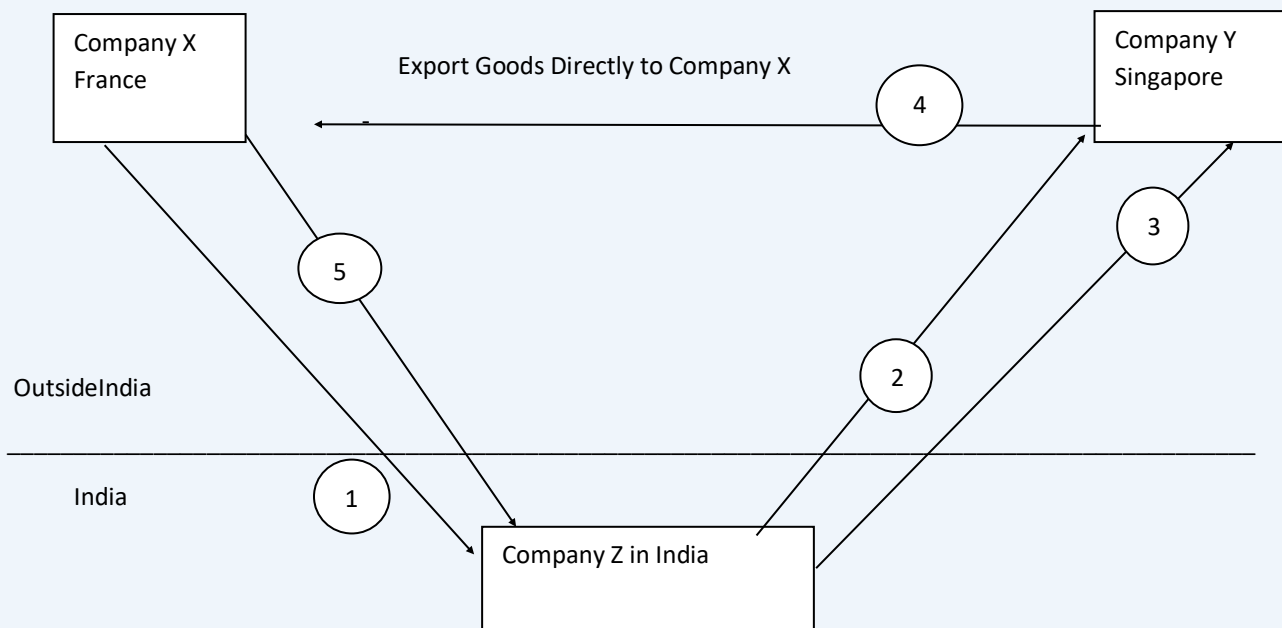 Company X
France
Export Goods Directly to Company X
Company Y
Singapore
4
3
5
2
OutsideIndia
India
1
Company Z in India